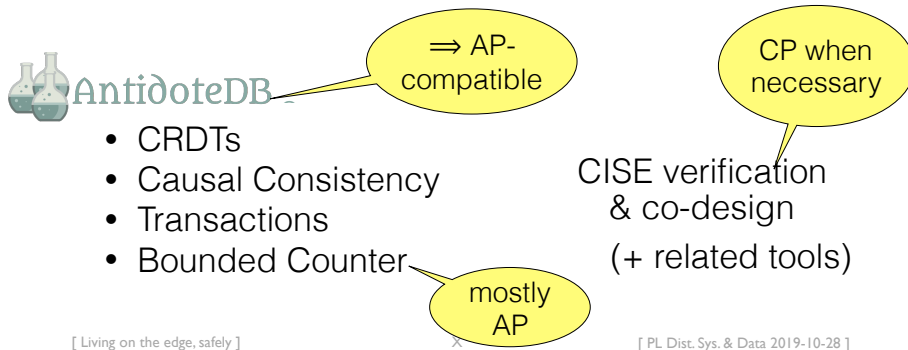 ⟹ AP-
compatible
CP when
necessary
AntidoteDB
• CRDTs
• Causal Consistency
• Transactions
• Bounded Counter
CISE verification
& co-design
(+ related tools)
mostly
AP
[ Living on the edge, safely ]
X
[ PL Dist. Sys. & Data 2019-10-28 ]